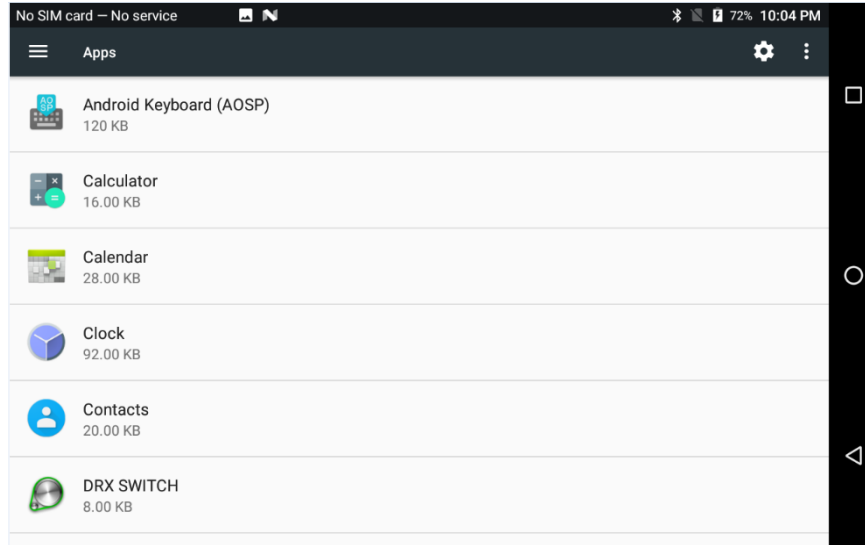 No SIM card — No service
72% 10:04 PM
Apps
Android Keyboard (AOSP)
120 KB
Calculator
16.00 KB
Calendar
28.00 KB
Clock
92.00 KB
Contacts
20.00 KB
DRX SWITCH
8.00 KB